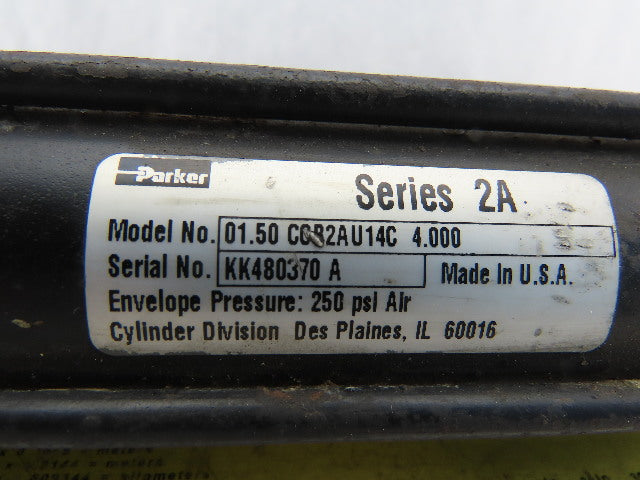 Parker
Series 2A
Model No. 01.50 CCB2AU14C 4.000
Serial No. KK480370 A
Made In U.S.A.
Envelope Pressure: 250 psi Air
Cylinder Division Des Plaines, IL 60016
= meters